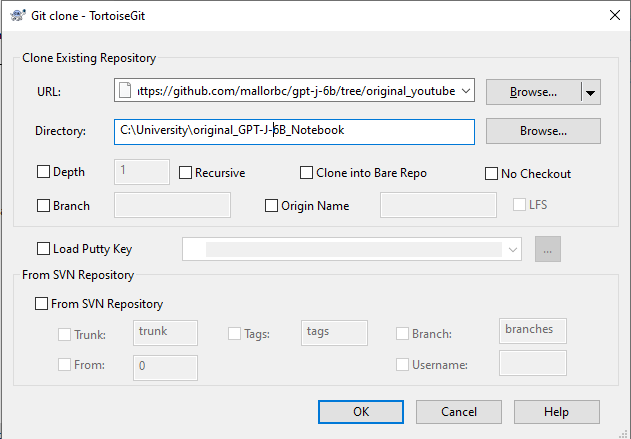 Git clone - TortoiseGit
Clone Existing Repository
URL: ttps://github.com/mallorbc/gpt-j-6b/tree/original_youtube Browse...
Directory: C:\University\original_GPT-J-6B_Notebook Browse...
Depth 1 Recursive Clone into Bare Repo No Checkout
Branch Origin Name LFS
Load Putty Key ...
From SVN Repository
From SVN Repository
Trunk: trunk Tags: tags Branch: branches
From: 0 Username:
OK Cancel Help